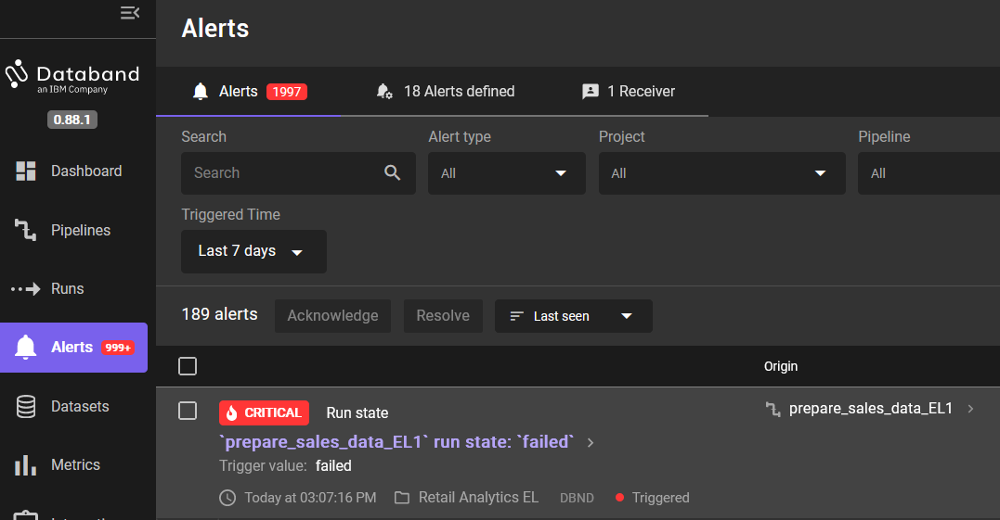 Alerts
Databand
an IBM Company
0.88.1
Dashboard
Pipelines
Runs
Alerts 999+
Datasets
Metrics
Alerts 1997
18 Alerts defined
1 Receiver
Search
Alert type
Project
Pipeline
Search
All
All
All
Triggered Time
Last 7 days
189 alerts
Acknowledge
Resolve
Last seen
Origin
CRITICAL Run state
prepare_sales_data_EL1
`prepare_sales_data_EL1` run state: `failed`
Trigger value: failed
Today at 03:07:16 PM Retail Analytics EL DBND Triggered